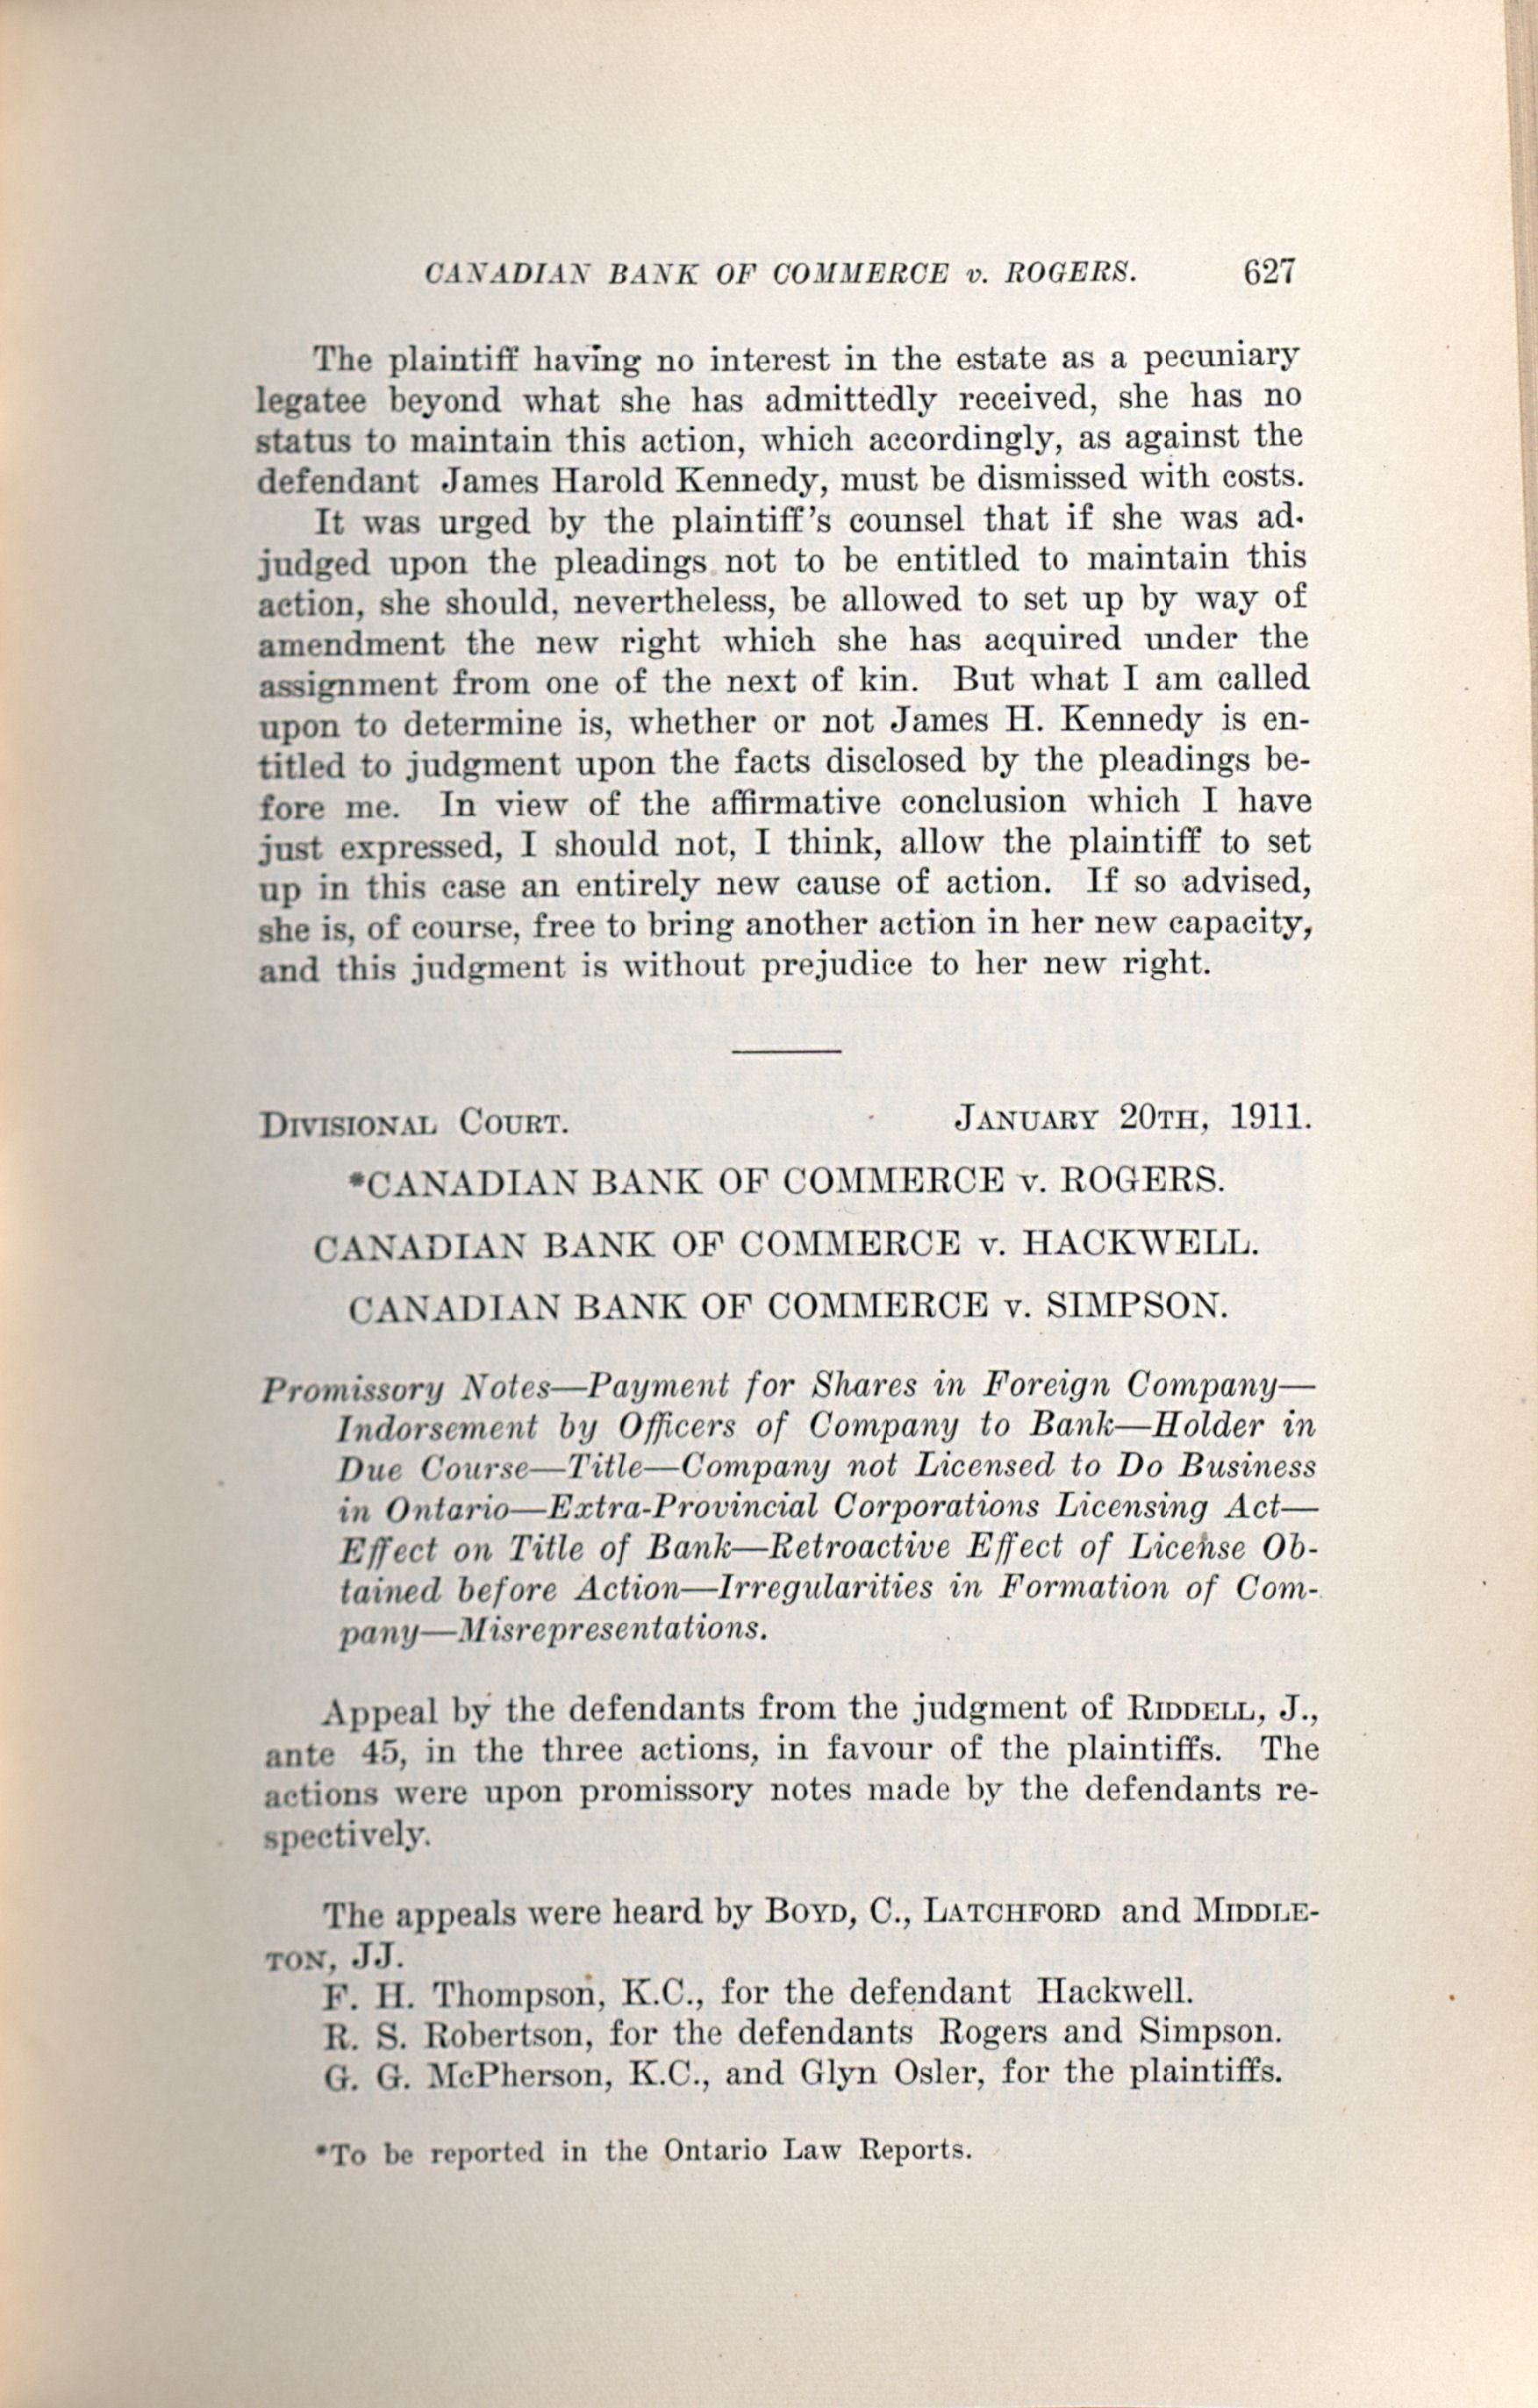 CANADIAN BANK OF COMMERCE v. ROGERS. 627
The plaintiff having no interest in the estate as a pecuniary
legatee beyond what she has admittedly received, she has no
status to maintain this action, which accordingly, as against the
defendant James Harold Kennedy, must be dismissed with costs.
It was urged by the plaintiff's counsel that if she was ad-
judged upon the pleadings not to be entitled to maintain this
action, she should, nevertheless, be allowed to set up by way of
amendment the new right which she has acquired under the
assignment from one of the next of kin. But what I am called
upon to determine is, whether or not James H. Kennedy is en-
titled to judgment upon the facts disclosed by the pleadings be-
fore me. In view of the affirmative conclusion which I have
just expressed, I should not, I think, allow the plaintiff to set
up in this case an entirely new cause of action. If so advised,
she is, of course, free to bring another action in her new capacity,
and this judgment is without prejudice to her new right.
DIVISIONAL COURT. JANUARY 20TH, 1911.
*CANADIAN BANK OF COMMERCE v. ROGERS.
CANADIAN BANK OF COMMERCE v. HACKWELL.
CANADIAN BANK OF COMMERCE v. SIMPSON.
Promissory Notes—Payment for Shares in Foreign Company—
Indorsement by Officers of Company to Bank—Holder in
Due Course—Title—Company not Licensed to Do Business
in Ontario—Extra-Provincial Corporations Licensing Act—
Effect on Title of Bank—Retroactive Effect of License Ob-
tained before Action—Irregularities in Formation of Com-
pany—Misrepresentations.
Appeal by the defendants from the judgment of RIDDELL, J.,
ante 45, in the three actions, in favour of the plaintiffs. The
actions were upon promissory notes made by the defendants re-
spectively.
The appeals were heard by BOYD, C., LATCHFORD and MIDDLE-
TON, JJ.
F. H. Thompson, K.C., for the defendant Hackwell.
R. S. Robertson, for the defendants Rogers and Simpson.
G. G. McPherson, K.C., and Glyn Osler, for the plaintiffs.
*To be reported in the Ontario Law Reports.